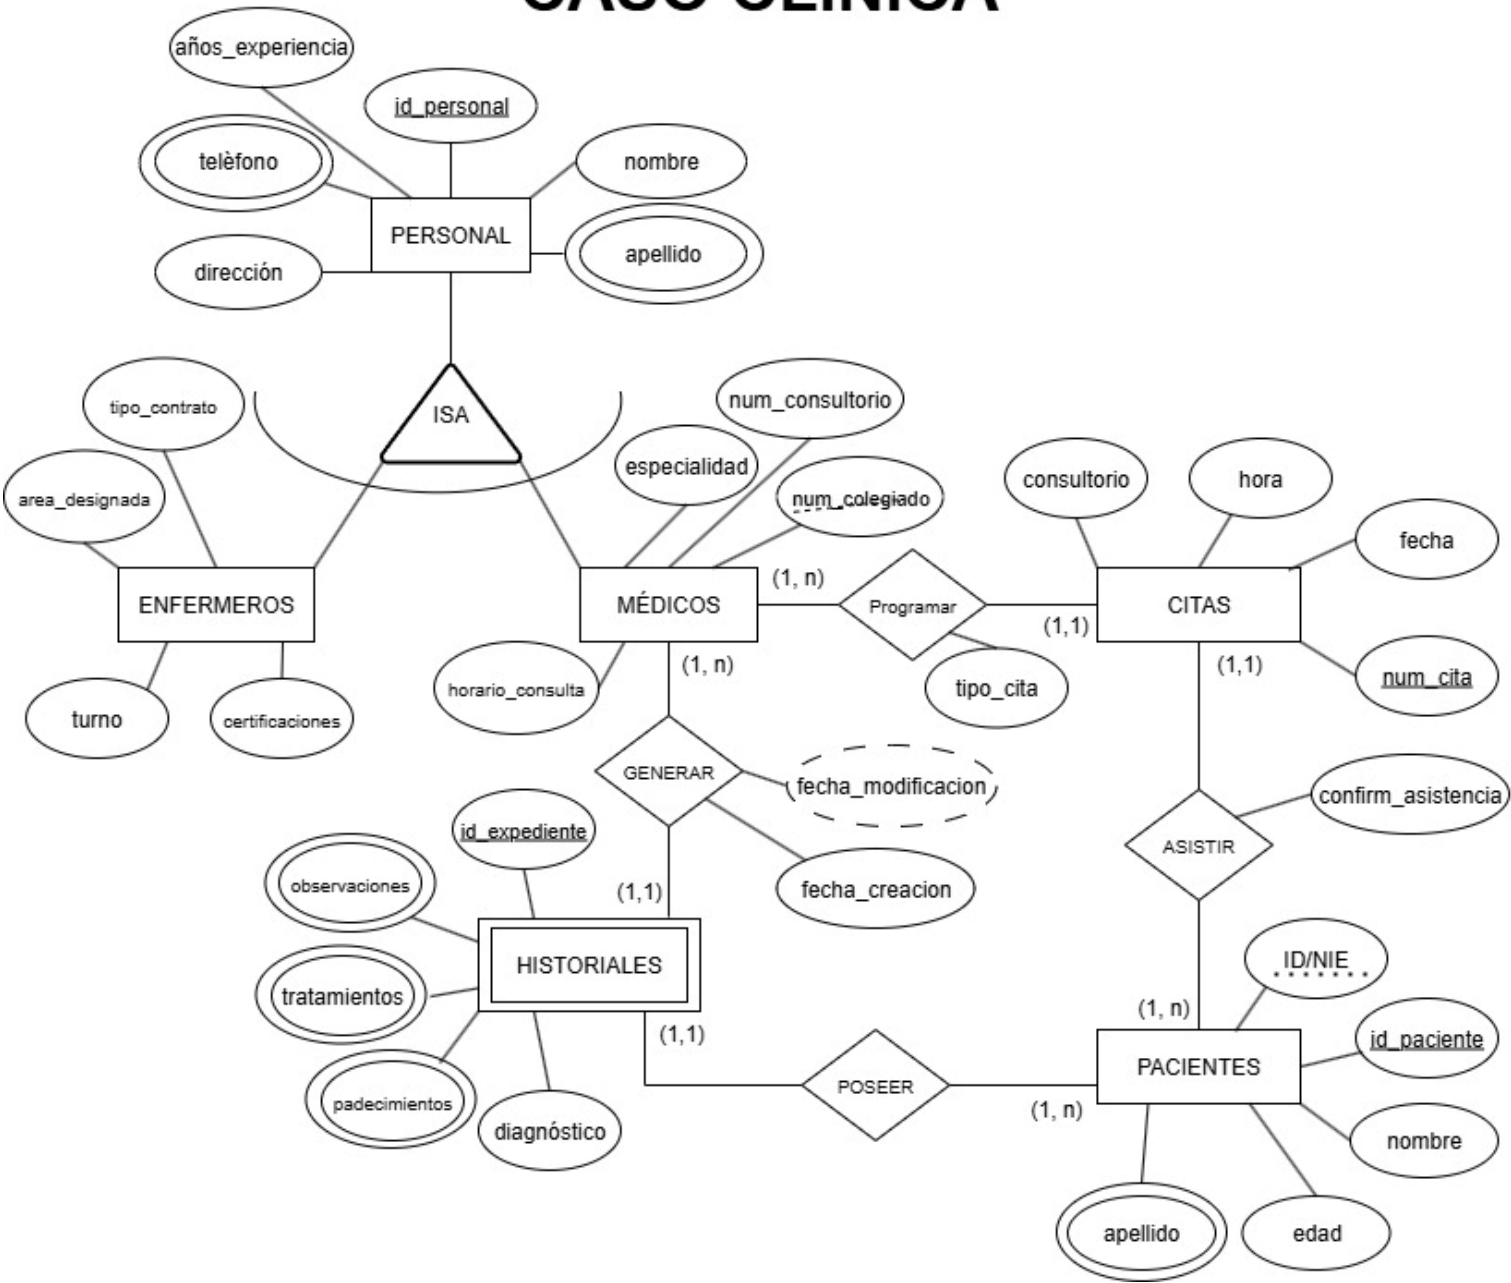 CASO CLINICA
años_experiencia
id_personal
telèfono
nombre
PERSONAL
apellido
dirección
tipo_contrato
ISA
num_consultorio
especialidad
area_designada
num_colegiado
consultorio
hora
fecha
ENFERMEROS
MÉDICOS
(1, n)
Programar
(1,1)
CITAS
(1, n)
(1,1)
horario_consulta
tipo_cita
num_cita
turno
certificaciones
GENERAR
fecha_modificacion
confirm_asistencia
id_expediente
ASISTIR
observaciones
(1,1)
fecha_creacion
HISTORIALES
ID/NIE
tratamientos
(1, n)
(1,1)
id_paciente
PACIENTES
POSEER
padecimientos
(1, n)
diagnóstico
nombre
apellido
edad